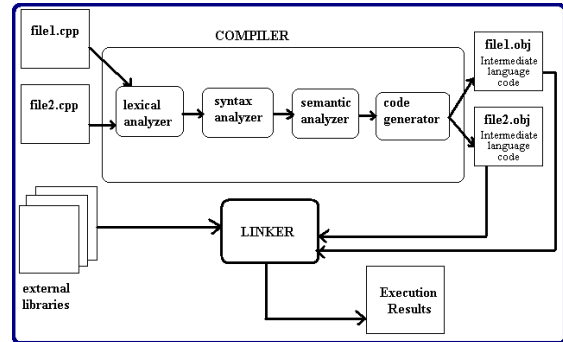 file1.cpp
COMPILER
file1.obj
Intermediate
language
code
file2.cpp
lexical
analyzer
syntax
analyzer
semantic
analyzer
code
generator
file2.obj
Intermediate
language
code
LINKER
external
libraries
Execution
Results